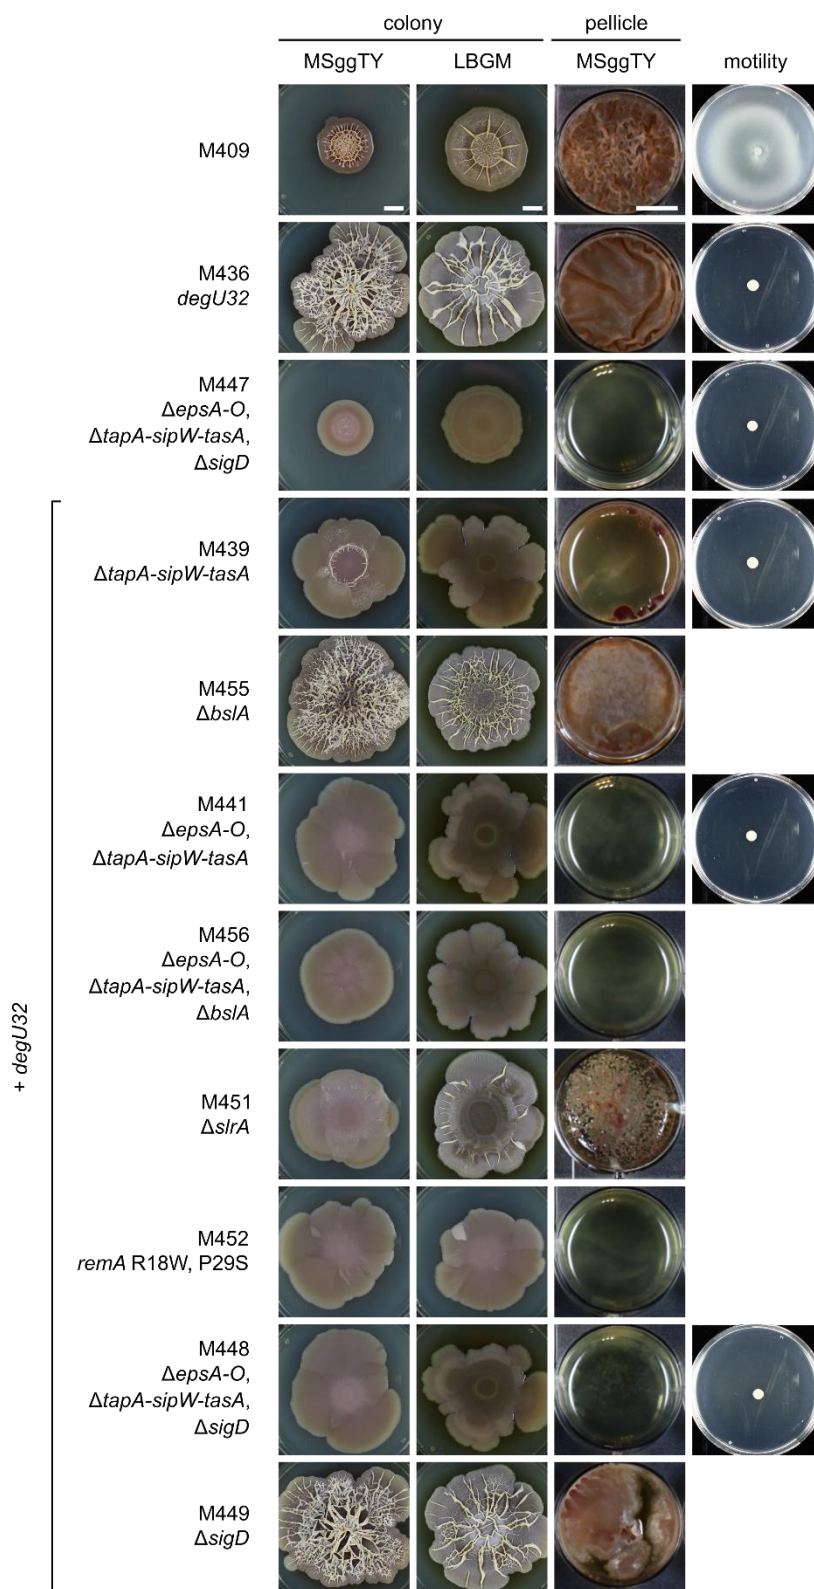 colony pellicle
MSggTY LBGM MSggTY motility
M409
M436
degU32
M447
ΔepsA-O,
ΔtapA-sipW-tasA,
ΔsigD
+ degU32
M439
ΔtapA-sipW-tasA
M455
ΔbslA
M441
ΔepsA-O,
ΔtapA-sipW-tasA
M456
ΔepsA-O,
ΔtapA-sipW-tasA,
ΔbslA
M451
ΔslrA
M452
remA R18W, P29S
M448
ΔepsA-O,
ΔtapA-sipW-tasA,
ΔsigD
M449
ΔsigD